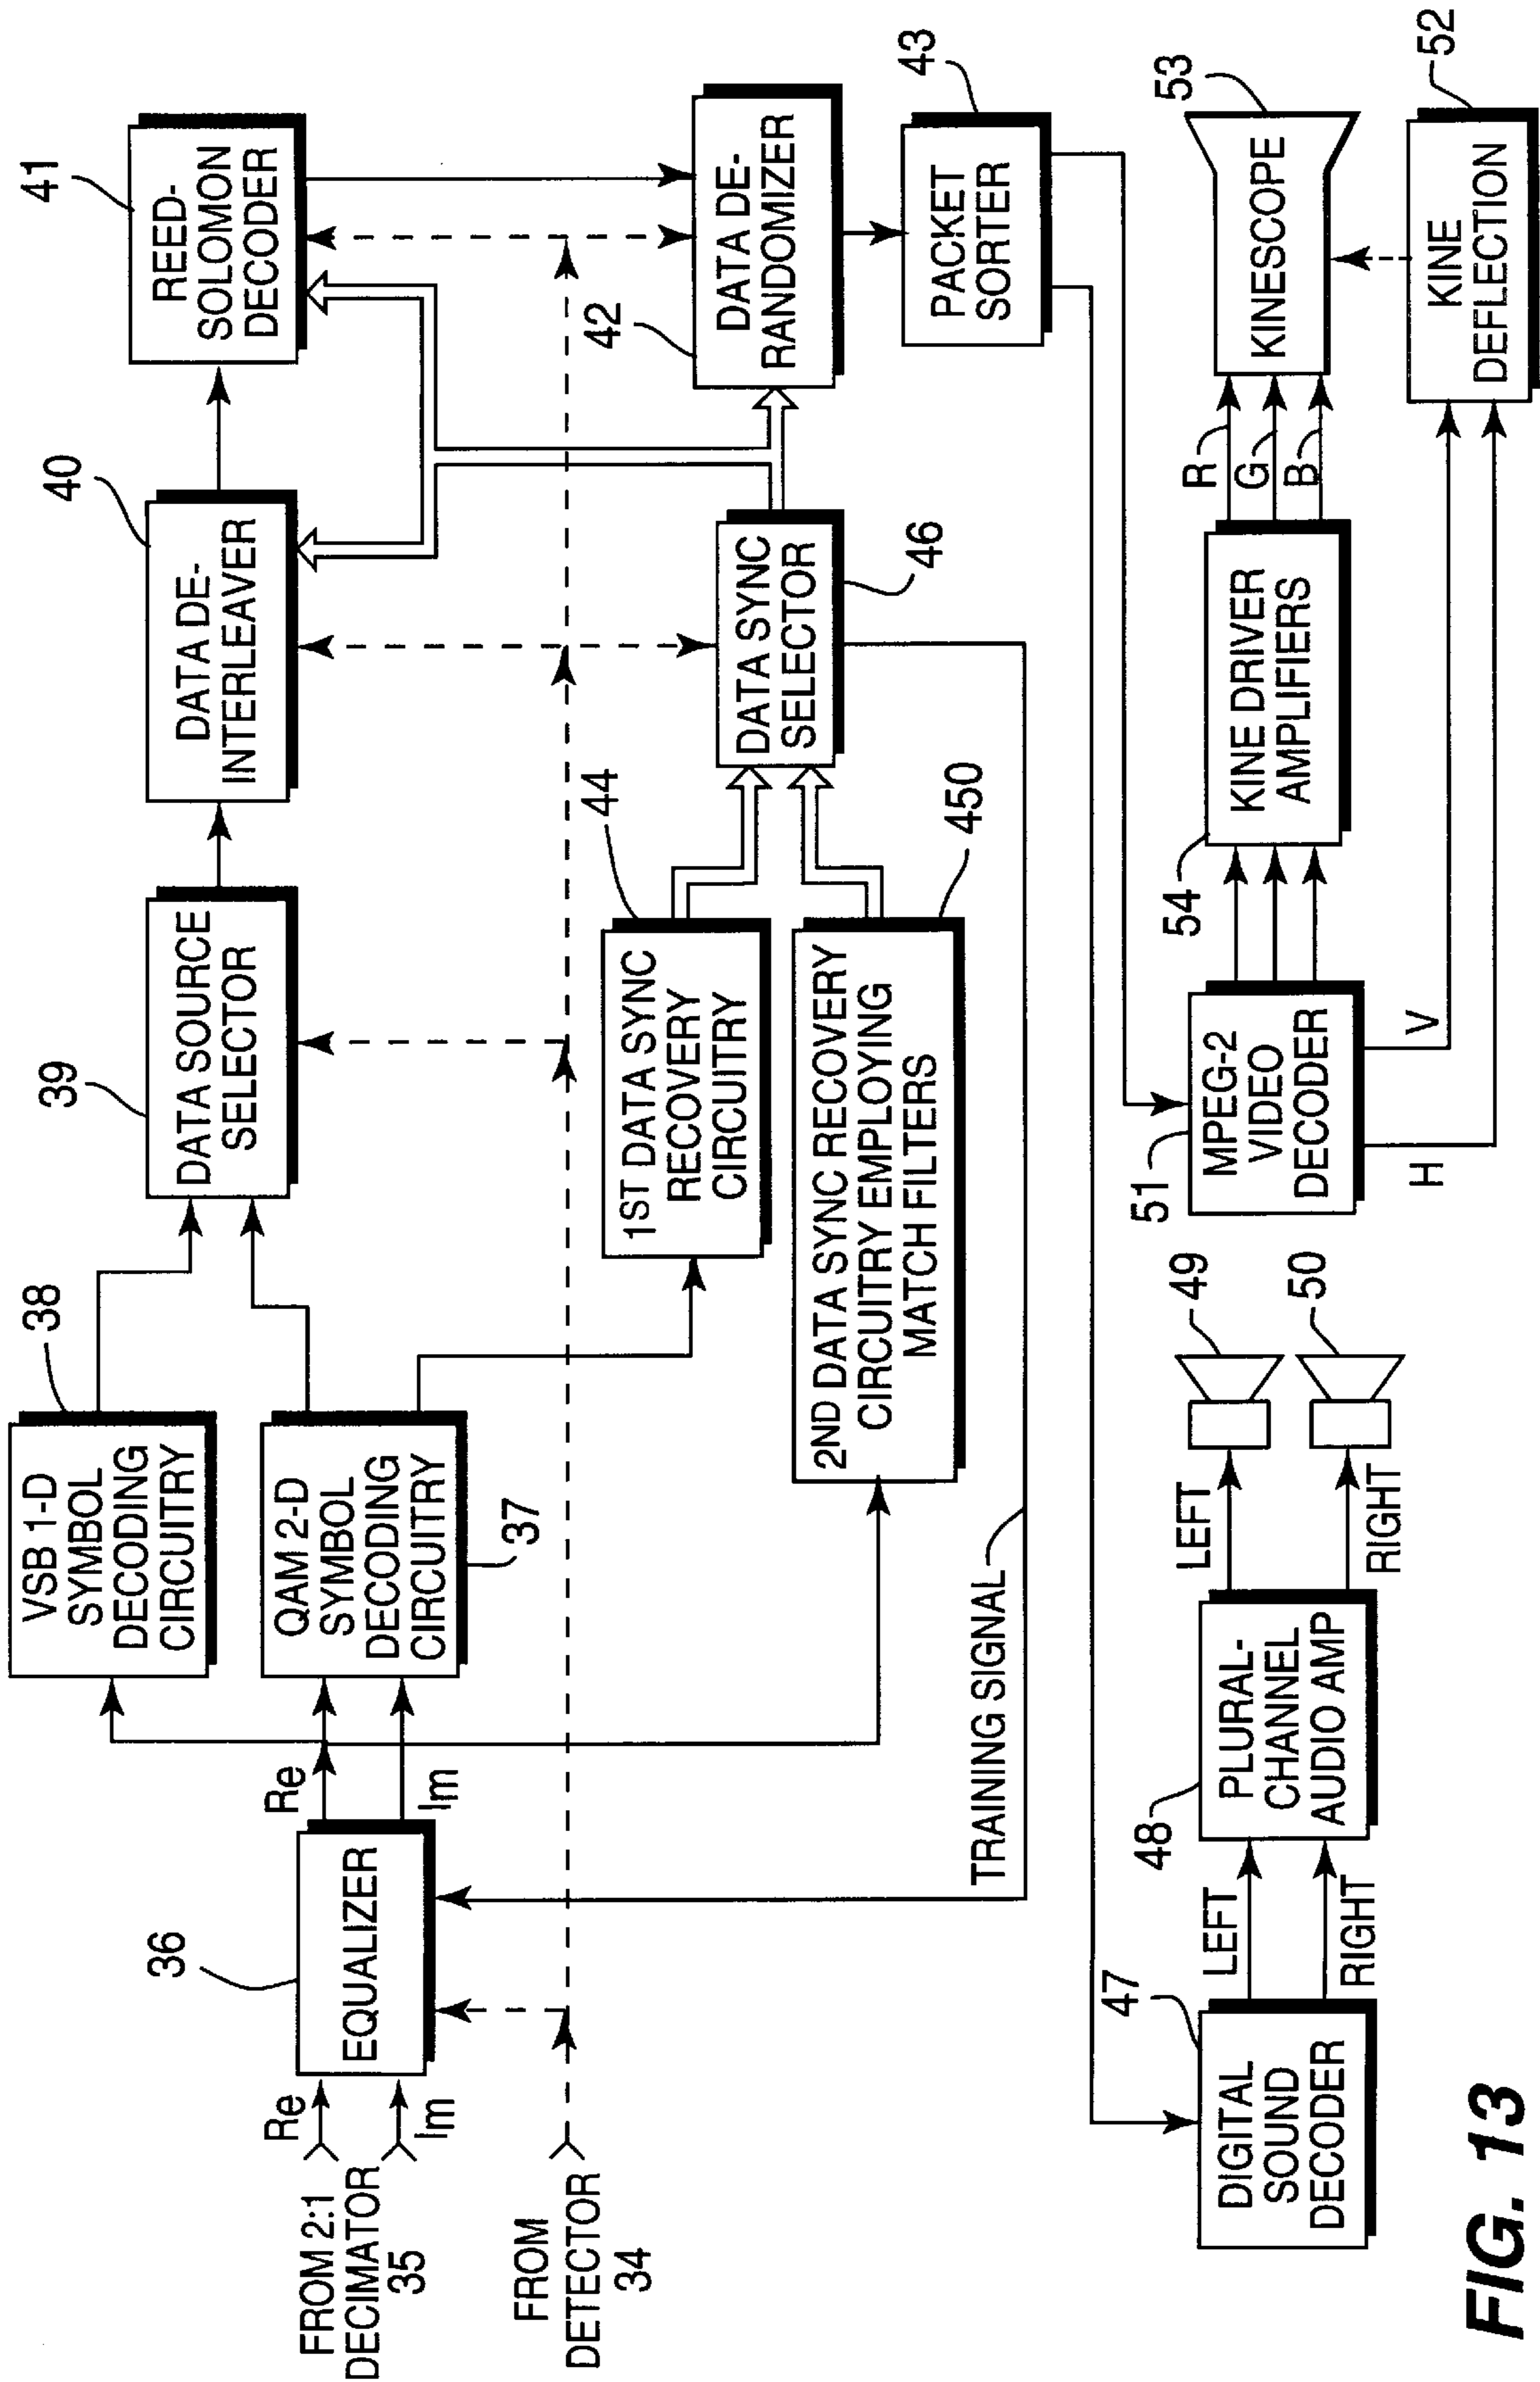 VSB 1-D
SYMBOL
DECODING
CIRCUITRY
38
QAM 2-D
SYMBOL
DECODING
CIRCUITRY
37
DATA SOURCE
SELECTOR
39
DATA DE-
INTERLEAVER
40
REED-
SOLOMON
DECODER
41
FROM 2:1
DECIMATOR
35
Re
Im
36
EQUALIZER
Re
Im
FROM
DETECTOR
34
1ST DATA SYNC
RECOVERY
CIRCUITRY
44
2ND DATA SYNC RECOVERY
CIRCUITRY EMPLOYING
MATCH FILTERS
450
DATA SYNC
SELECTOR
46
42
DATA DE-
RANDOMIZER
PACKET
SORTER
43
TRAINING SIGNAL
47
DIGITAL
SOUND
DECODER
LEFT
RIGHT
48
PLURAL-
CHANNEL
AUDIO AMP
LEFT
RIGHT
49
50
51
MPEG-2
VIDEO
DECODER
H
V
54
KINE DRIVER
AMPLIFIERS
R
G
B
KINESCOPE
53
KINE
DEFLECTION
52
FIG. 13